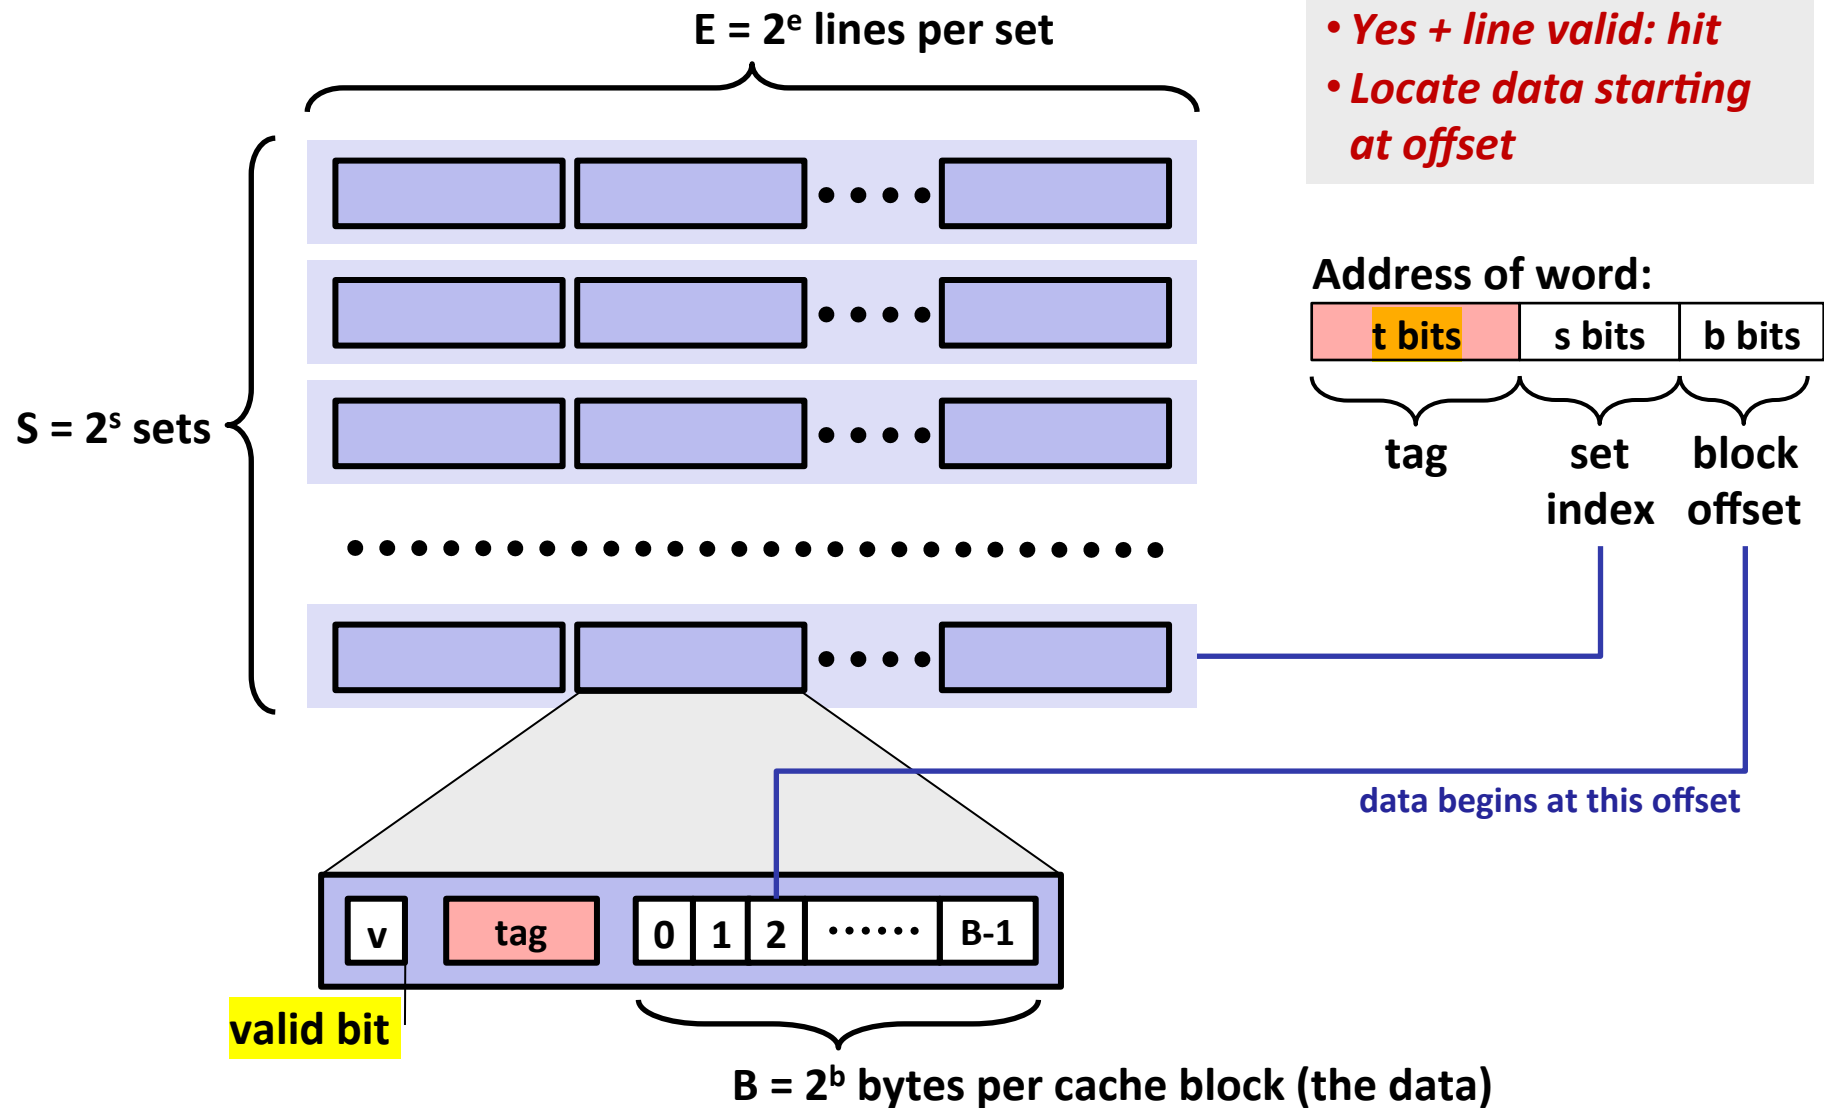 E = 2ᵉ lines per set
• Yes + line valid: hit
• Locate data starting
at offset
Address of word:
t bits s bits b bits
S = 2ˢ sets
tag set block
index offset
data begins at this offset
v tag 0 1 2 •••••• B-1
valid bit
B = 2ᵇ bytes per cache block (the data)